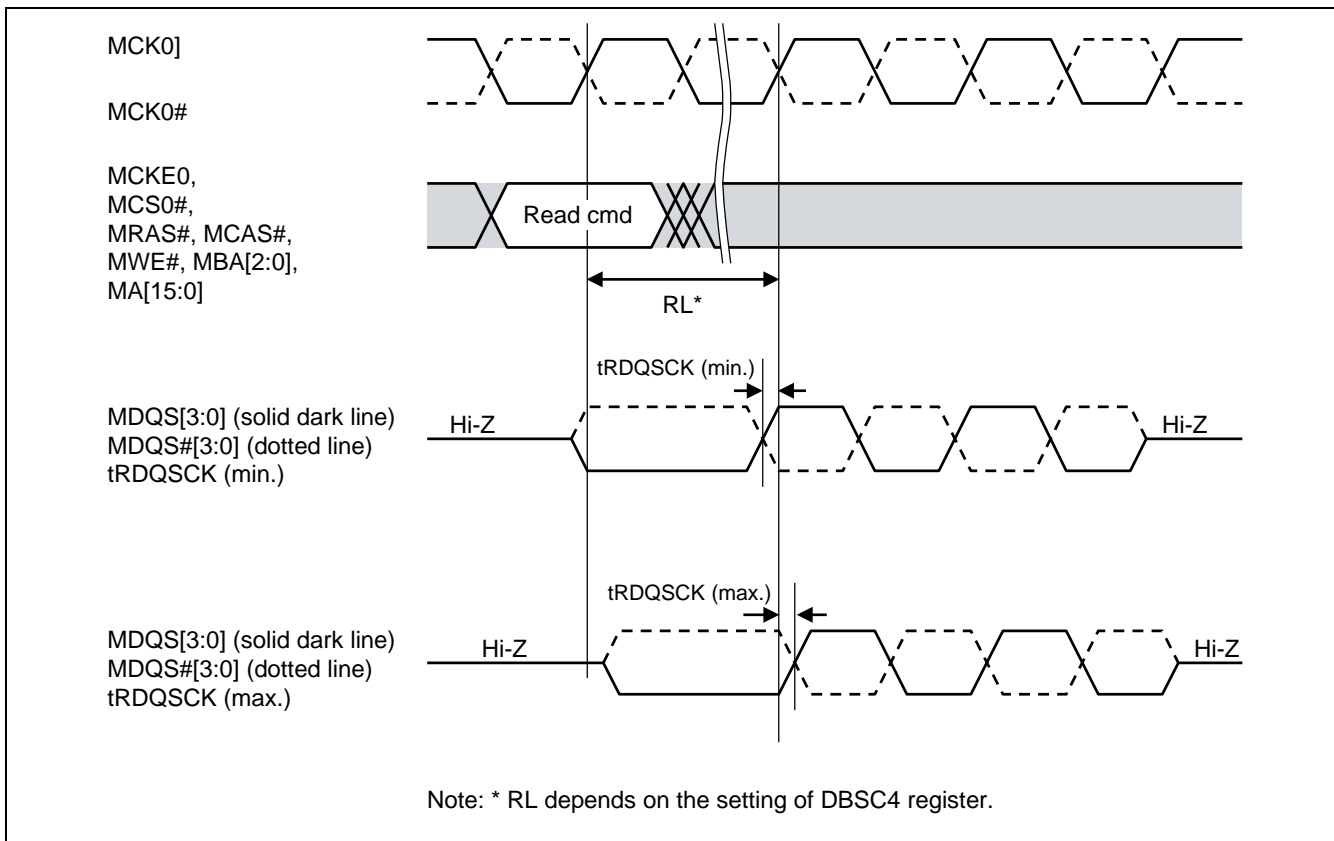 MCK0]
MCK0#
MCKE0,
MCS0#,
MRAS#, MCAS#,
MWE#, MBA[2:0],
MA[15:0]
Read cmd
RL*
tRDQSCK (min.)
MDQS[3:0] (solid dark line)
MDQS#[3:0] (dotted line)
tRDQSCK (min.)
Hi-Z
Hi-Z
tRDQSCK (max.)
MDQS[3:0] (solid dark line)
MDQS#[3:0] (dotted line)
tRDQSCK (max.)
Hi-Z
Hi-Z
Note: * RL depends on the setting of DBSC4 register.